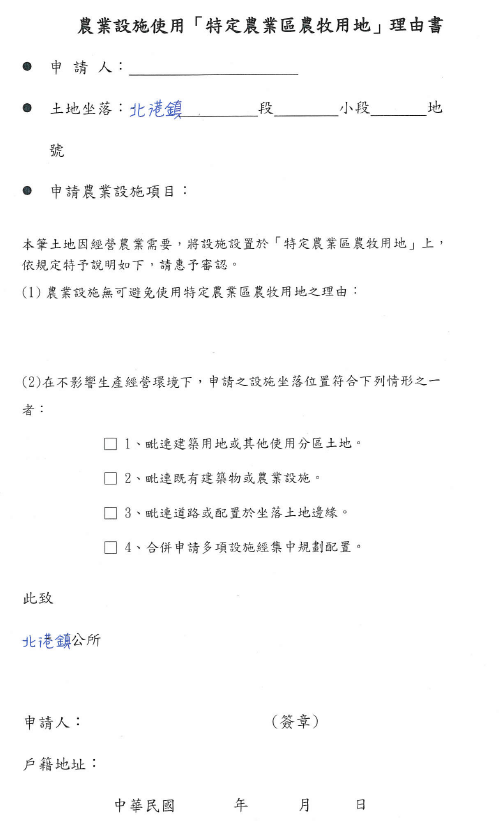 農業設施使用「特定農業區農牧用地」理由書
● 申 請 人：＿＿＿＿＿＿＿＿＿＿
● 土地坐落：北港鎮＿＿＿＿＿段＿＿＿＿小段＿＿＿＿地
號
● 申請農業設施項目：
本筆土地因經營農業需要，將設施設置於「特定農業區農牧用地」上，
依規定特予說明如下，請惠予審認。
(1) 農業設施無可避免使用特定農業區農牧用地之理由：
(2)在不影響生產經營環境下，申請之設施坐落位置符合下列情形之一
者：
□ 1、毗連建築用地或其他使用分區土地。
□ 2、毗連既有建築物或農業設施。
□ 3、毗連道路或配置於坐落土地邊緣。
□ 4、合併申請多項設施經集中規劃配置。
此致
北港鎮公所
申請人： （簽章）
戶籍地址：
中華民國 年 月 日